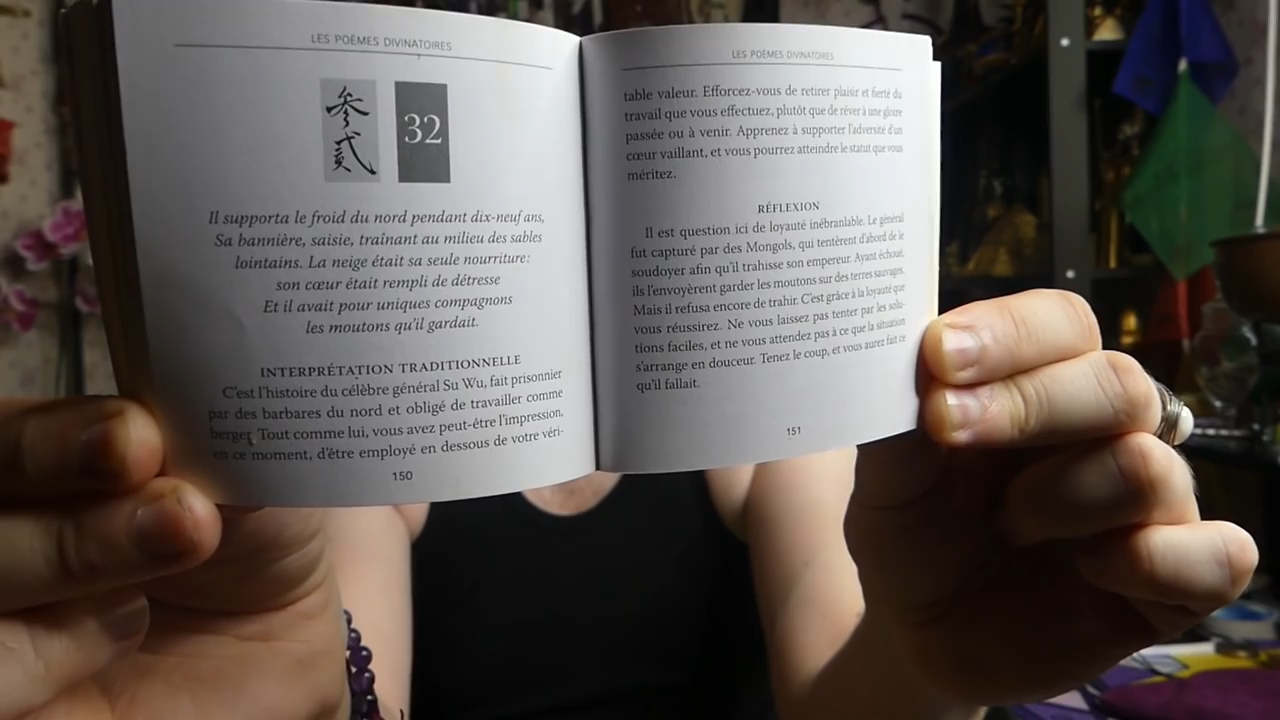 LES POÈMES DIVINATOIRES
参
貳
32
Il supporta le froid du nord pendant dix-neuf ans,
Sa bannière, saisie, traînant au milieu des sables
lointains. La neige était sa seule nourriture:
son cœur était rempli de détresse
Et il avait pour uniques compagnons
les moutons qu'il gardait.
INTERPRÉTATION TRADITIONNELLE
C'est l'histoire du célèbre général Su Wu, fait prisonnier
par des barbares du nord et obligé de travailler comme
berger. Tout comme lui, vous avez peut-être l'impression,
en ce moment, d'être employé en dessous de votre véri-
150
LES POÈMES DIVINATOIRES
table valeur. Efforcez-vous de retirer plaisir et fierté du
travail que vous effectuez, plutôt que de rêver à une gloire
passée ou à venir. Apprenez à supporter l'adversité d'un
cœur vaillant, et vous pourrez atteindre le statut que vous
méritez.
RÉFLEXION
Il est question ici de loyauté inébranlable. Le général
fut capturé par des Mongols, qui tentèrent d'abord de le
soudoyer afin qu'il trahisse son empereur. Ayant échoué,
ils l'envoyèrent garder les moutons sur des terres sauvages.
Mais il refusa encore de trahir. C'est grâce à la loyauté que
vous réussirez. Ne vous laissez pas tenter par les solu-
tions faciles, et ne vous attendez pas à ce que la situation
s'arrange en douceur. Tenez le coup, et vous aurez fait ce
qu'il fallait.
151